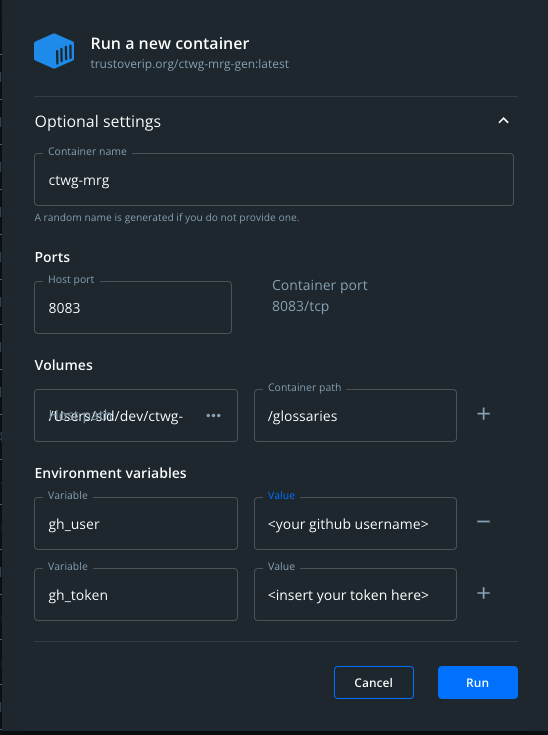 Run a new container
trustoverip.org/ctwg-mrg-gen:latest
Optional settings
Container name
ctwg-mrg
A random name is generated if you do not provide one.
Ports
Host port
8083
Container port
8083/tcp
Volumes
Host path
/Users/sid/dev/ctwg-
Container path
/glossaries
Environment variables
Variable
gh_user
Value
<your github username>
Variable
gh_token
Value
<insert your token here>
Cancel
Run